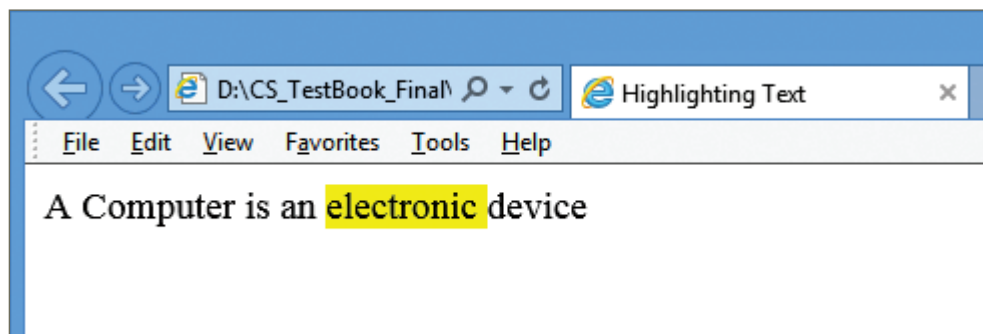 D:\CS_TestBook_Final\
Highlighting Text
File Edit View Favorites Tools Help
A Computer is an electronic device